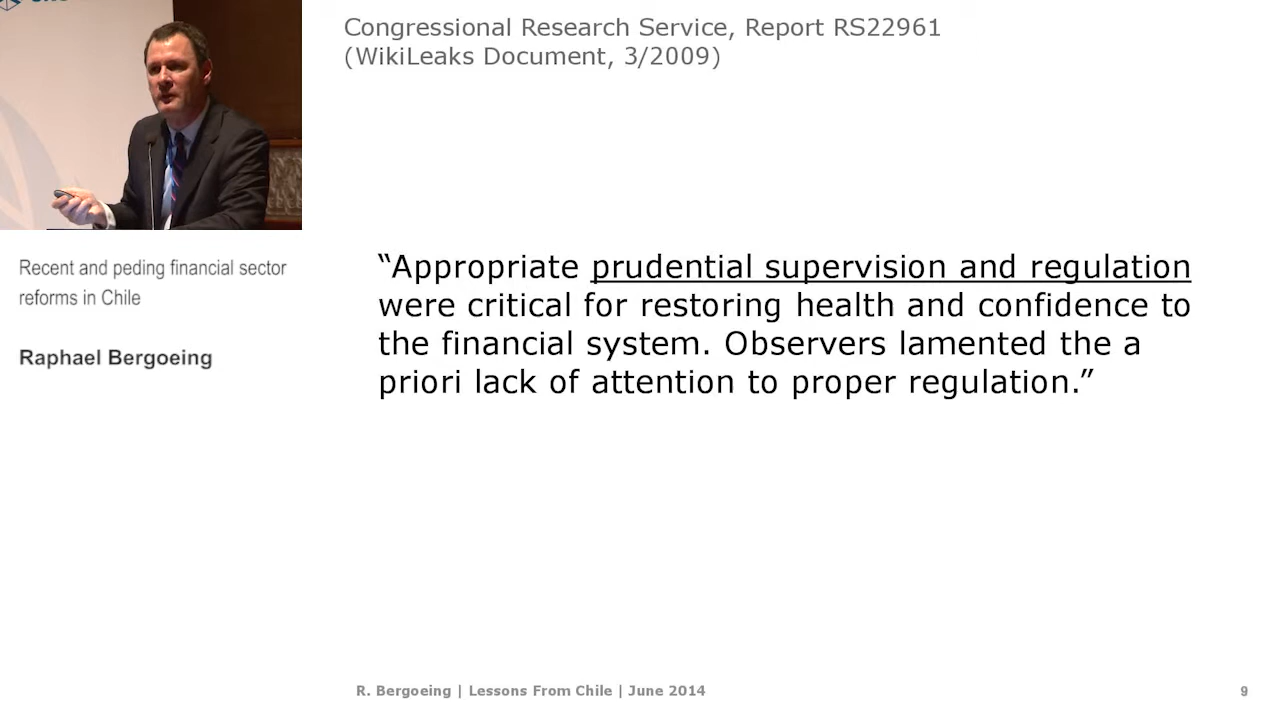 Congressional Research Service, Report RS22961
(WikiLeaks Document, 3/2009)
Recent and peding financial sector
reforms in Chile
Raphael Bergoeing
“Appropriate prudential supervision and regulation
were critical for restoring health and confidence to
the financial system. Observers lamented the a
priori lack of attention to proper regulation.”
R. Bergoeing | Lessons From Chile | June 2014
9